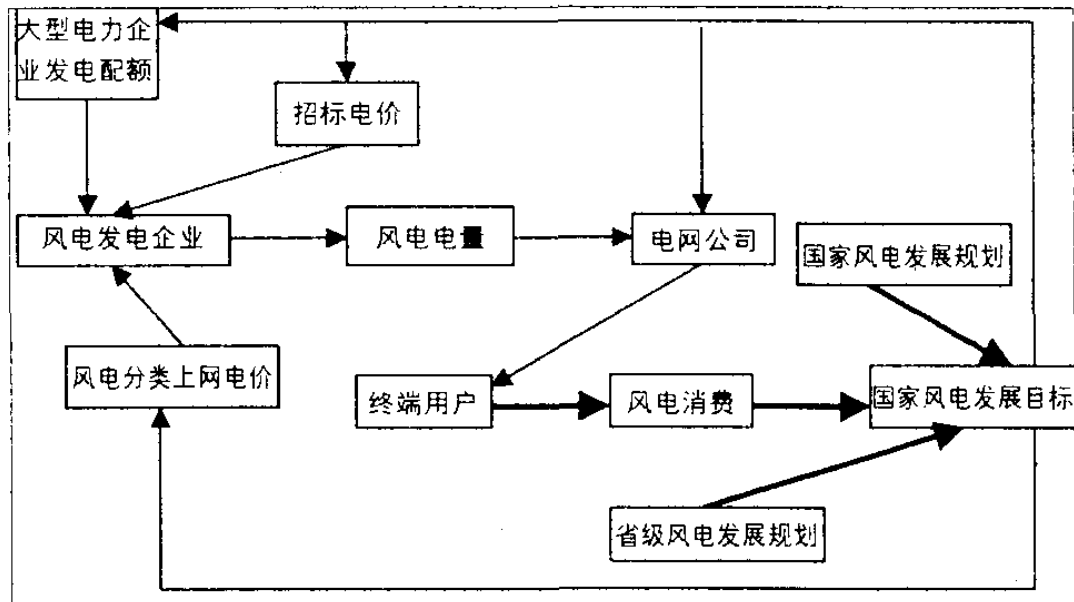 大型电力企
业发电配额
招标电价
风电发电企业
风电电量
电网公司
国家风电发展规划
风电分类上网电价
终端用户
风电消费
国家风电发展目标
省级风电发展规划